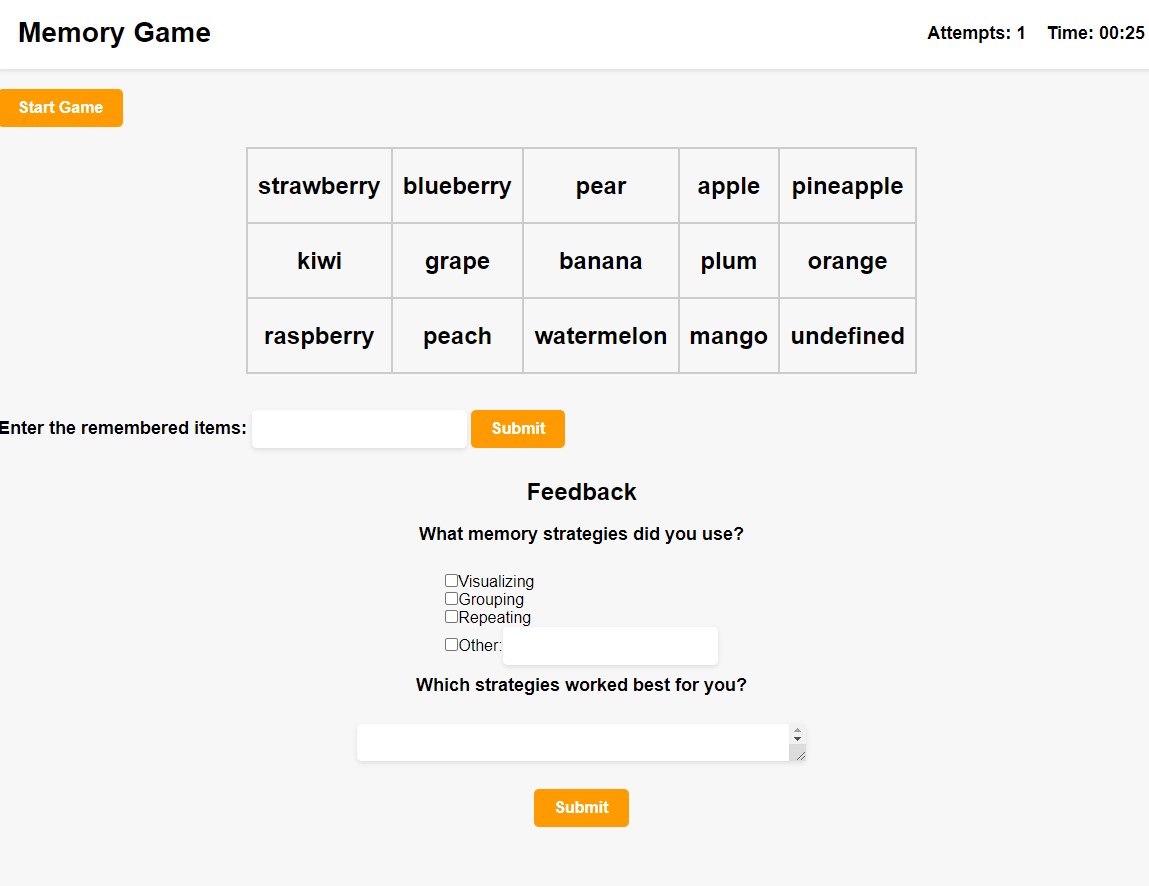 Memory Game
Attempts: 1 Time: 00:25
Start Game
strawberry blueberry pear apple pineapple
kiwi grape banana plum orange
raspberry peach watermelon mango undefined
Enter the remembered items: Submit
Feedback
What memory strategies did you use?
Visualizing
Grouping
Repeating
Other:
Which strategies worked best for you?
Submit